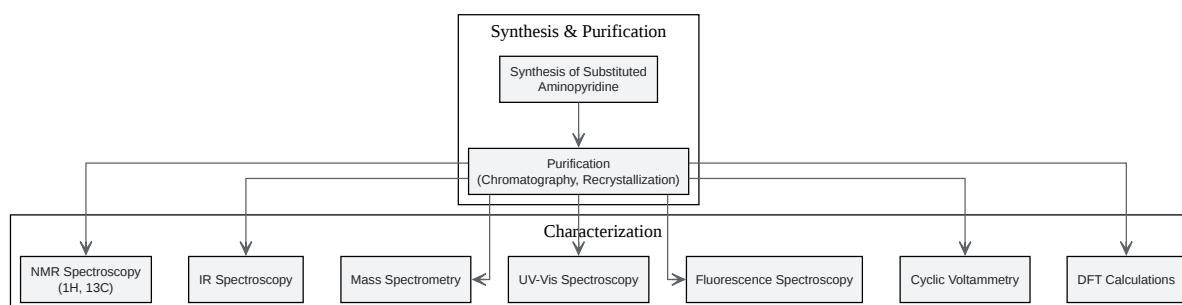 Synthesis & Purification
Synthesis of Substituted
Aminopyridine
Purification
(Chromatography, Recrystallization)
Characterization
NMR Spectroscopy
(1H, 13C)
IR Spectroscopy
Mass Spectrometry
UV-Vis Spectroscopy
Fluorescence Spectroscopy
Cyclic Voltammetry
DFT Calculations